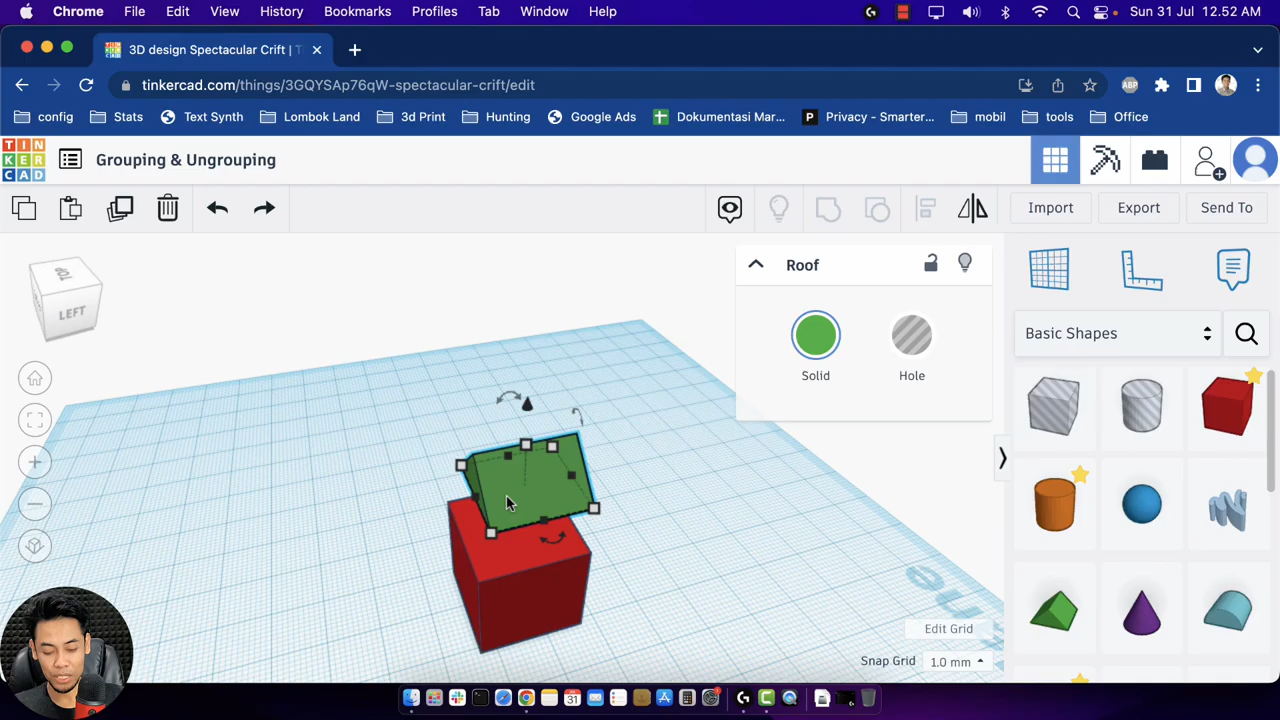 Chrome File Edit View History Bookmarks Profiles Tab Window Help Sun 31 Jul 12.52 AM
3D design Spectacular Crift | T
tinkercad.com/things/3GQYSAp76qW-spectacular-crift/edit
config Stats Text Synth Lombok Land 3d Print Hunting Google Ads Dokumentasi Mar... Privacy - Smarter... mobil tools Office
TIN
KER
CAD
Grouping & Ungrouping
Import Export Send To
TOP
LEFT
Roof
Solid Hole
Basic Shapes
Edit Grid
Snap Grid 1.0 mm